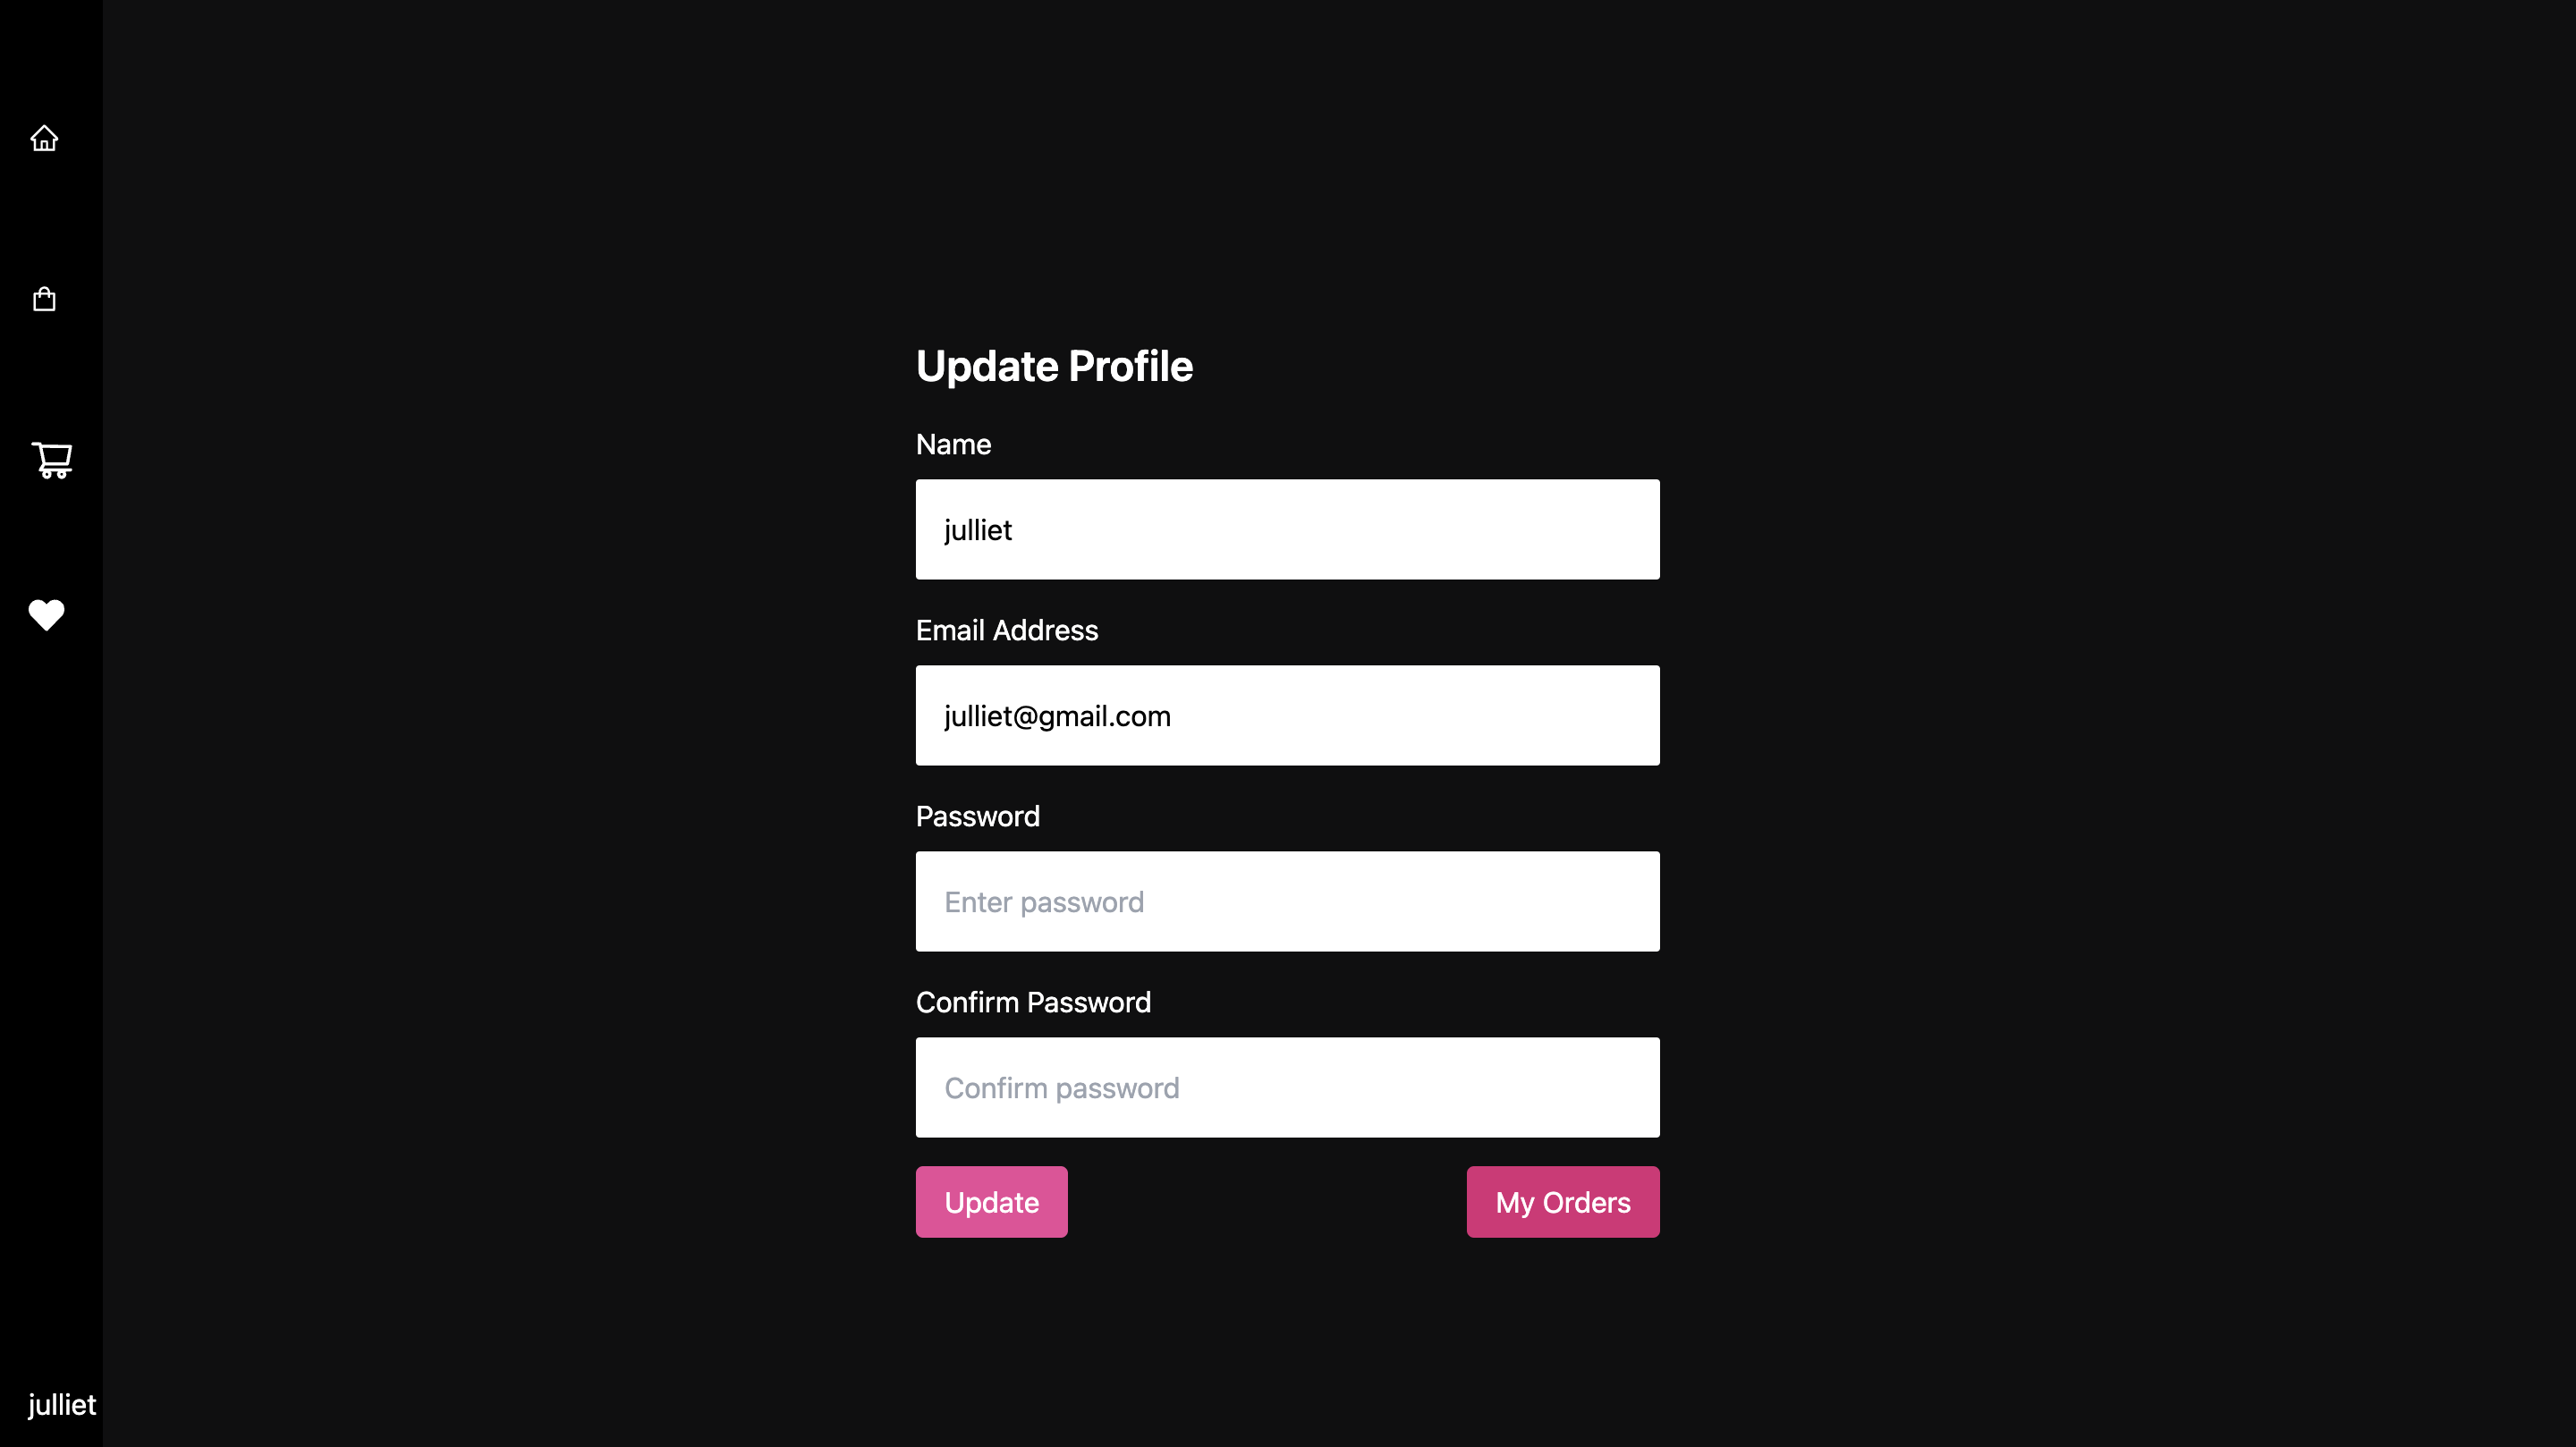 Update Profile
Name
julliet
Email Address
julliet@gmail.com
Password
Enter password
Confirm Password
Confirm password
Update
My Orders
julliet